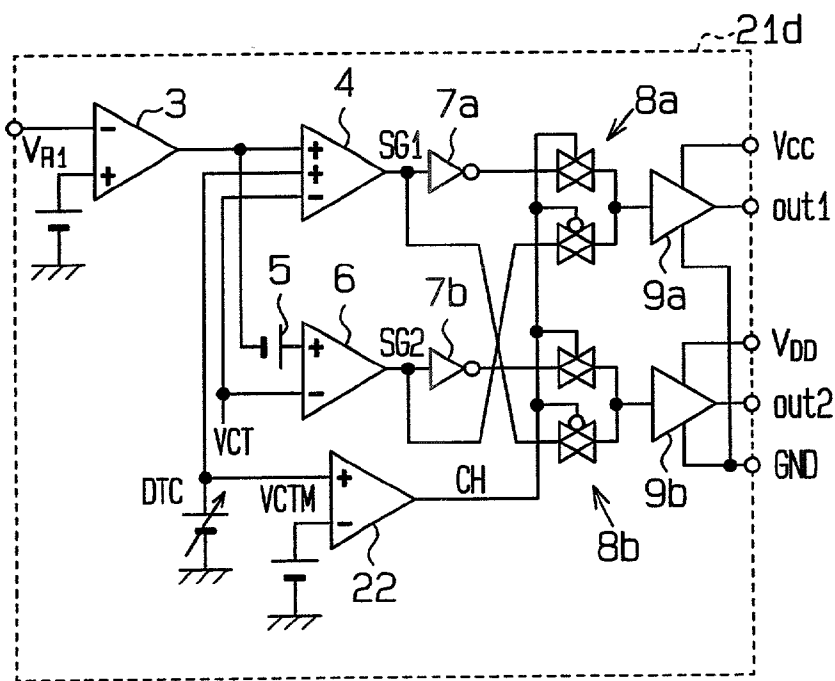 21d
3
4
7a
8a
VR1
SG1
VCC
out1
5
6
7b
9a
SG2
VDD
out2
VCT
DTC
VCTM
CH
GND
9b
22
8b